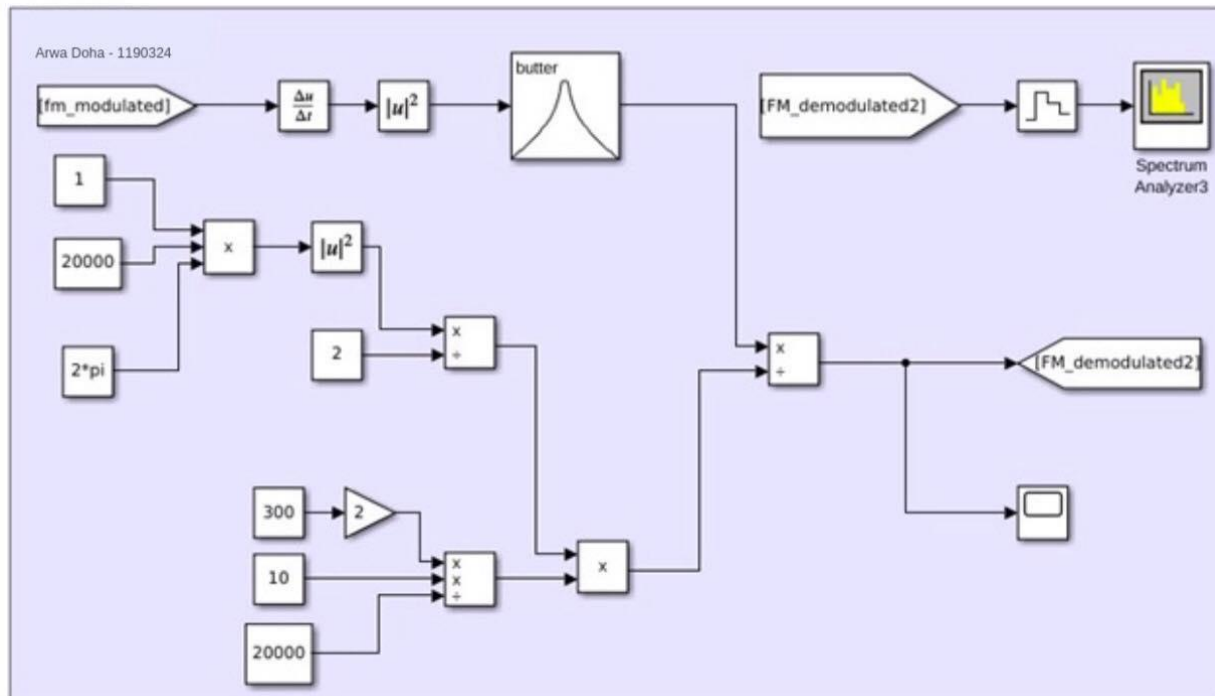 Arwa Doha - 1190324
butter
[fm_modulated]
Δu
Δt
|u|²
[FM_demodulated2]
Spectrum
Analyzer3
1
20000
2*pi
x
|u|²
2
x
÷
x
÷
[FM_demodulated2]
300
2
10
20000
x
x
÷
x